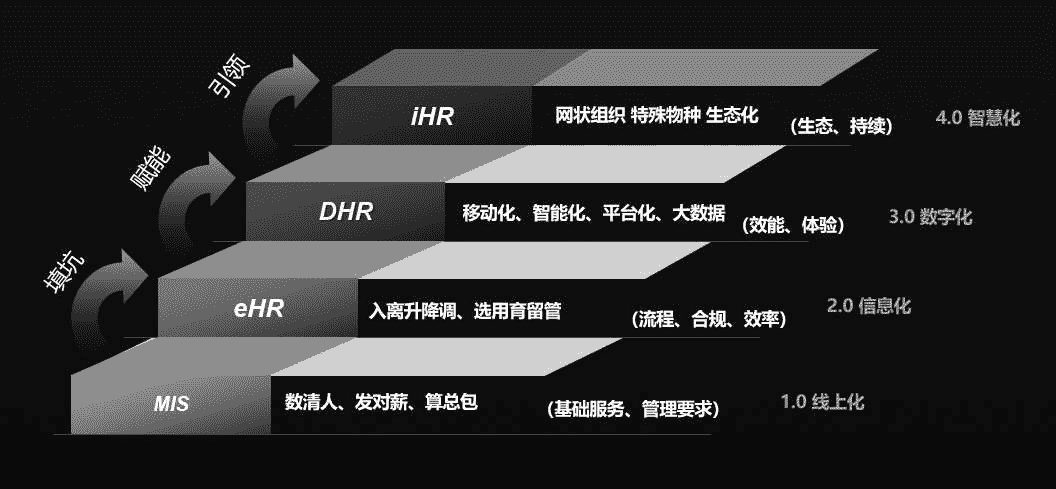 引领
iHR
网状组织 特殊物种 生态化
（生态、持续）
4.0 智慧化
赋能
DHR
移动化、智能化、平台化、大数据
（效能、体验）
3.0 数字化
填坑
eHR
入离升降调、选用育留管
（流程、合规、效率）
2.0 信息化
MIS
数清人、发对薪、算总包
（基础服务、管理要求）
1.0 线上化